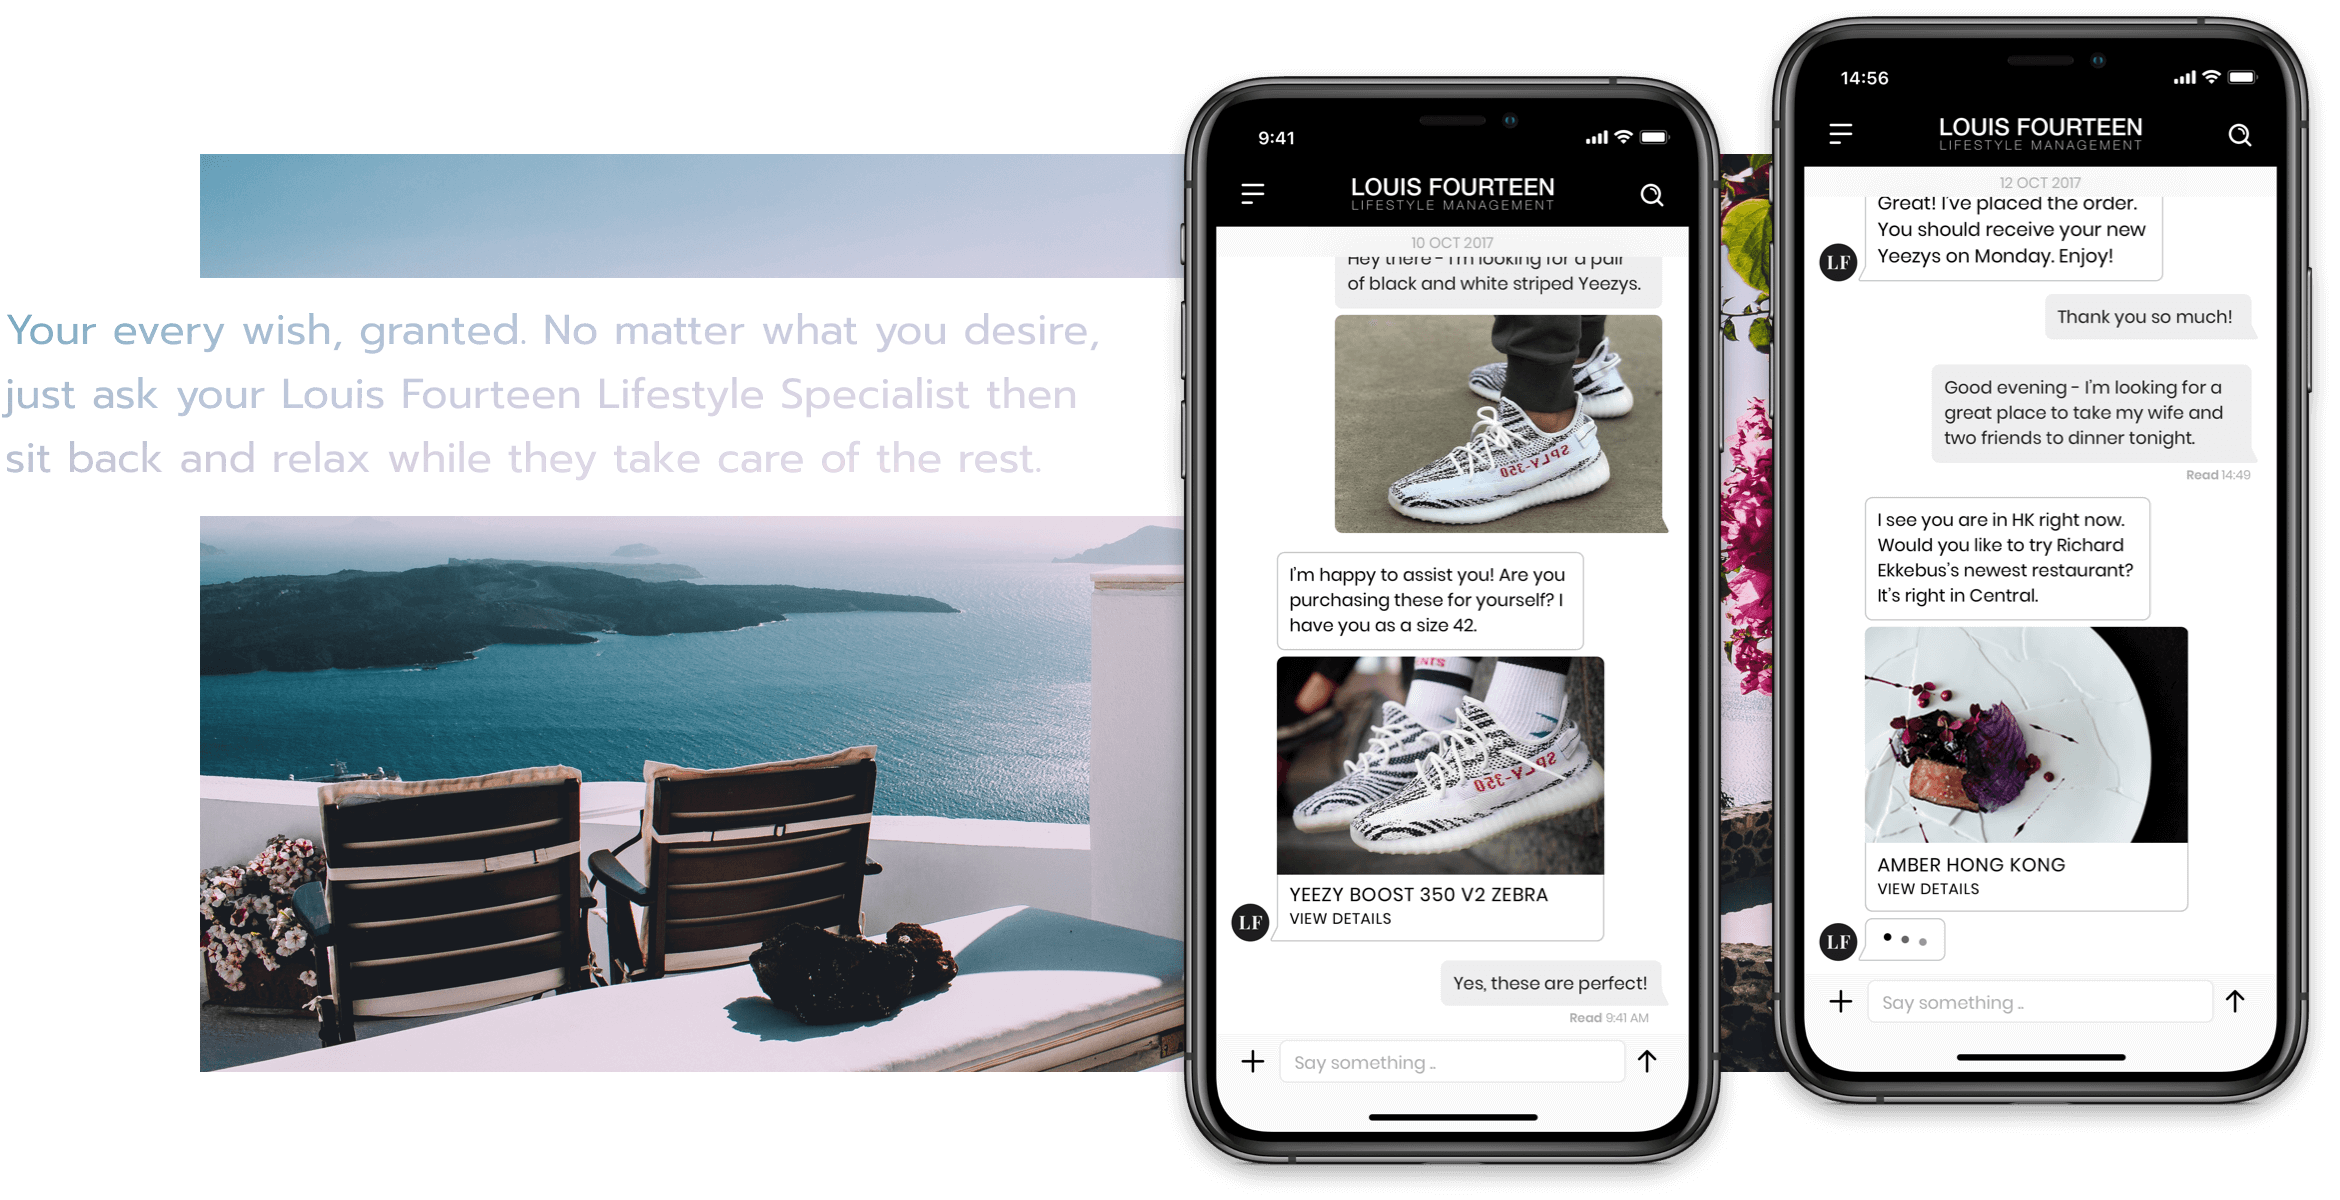 Your every wish, granted. No matter what you desire,
just ask your Louis Fourteen Lifestyle Specialist then
sit back and relax while they take care of the rest.
9:41
LOUIS FOURTEEN
LIFESTYLE MANAGEMENT
10 OCT 2017
Hey there - I'm looking for a pair
of black and white striped Yeezys.
SPLY-350
I'm happy to assist you! Are you
purchasing these for yourself? I
have you as a size 42.
SPLY-350
YEEZY BOOST 350 V2 ZEBRA
VIEW DETAILS
LF
Yes, these are perfect!
Read 9:41 AM
Say something ..
14:56
LOUIS FOURTEEN
LIFESTYLE MANAGEMENT
12 OCT 2017
Great! I've placed the order.
You should receive your new
Yeezys on Monday. Enjoy!
LF
Thank you so much!
Good evening - I'm looking for a
great place to take my wife and
two friends to dinner tonight.
Read 14:49
I see you are in HK right now.
Would you like to try Richard
Ekkebus's newest restaurant?
It's right in Central.
AMBER HONG KONG
VIEW DETAILS
LF
Say something ..